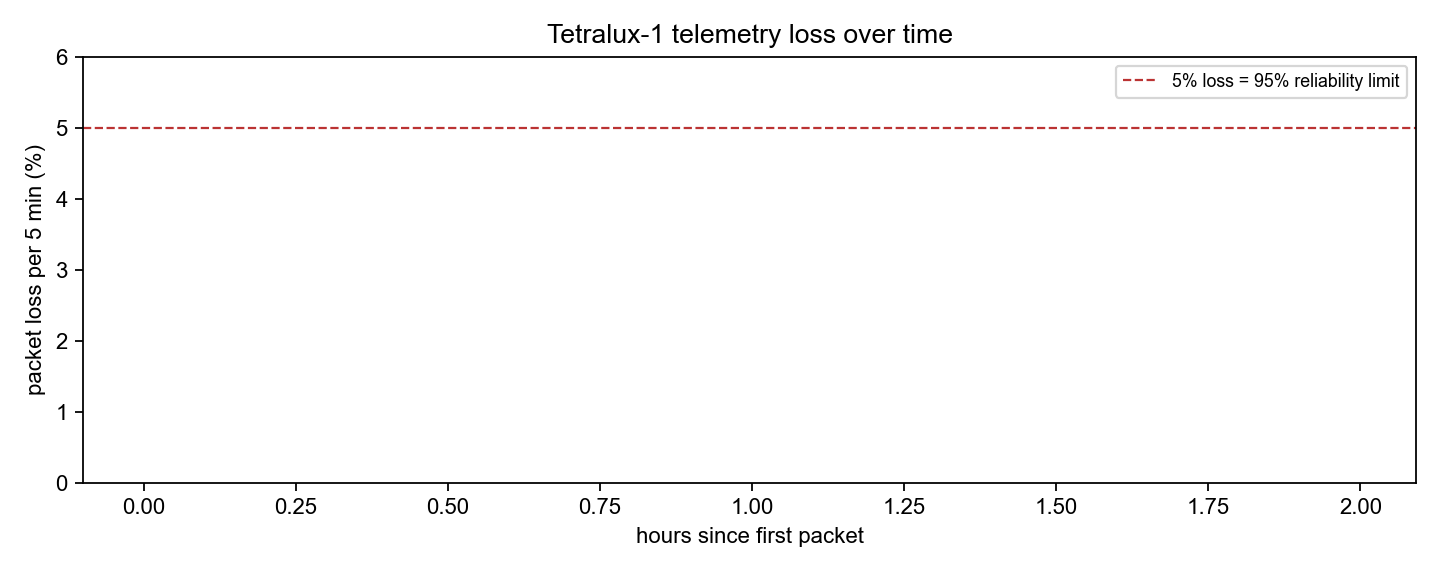 Tetralux-1 telemetry loss over time
5% loss = 95% reliability limit
packet loss per 5 min (%)
6
5
4
3
2
1
0
0.00 0.25 0.50 0.75 1.00 1.25 1.50 1.75 2.00
hours since first packet